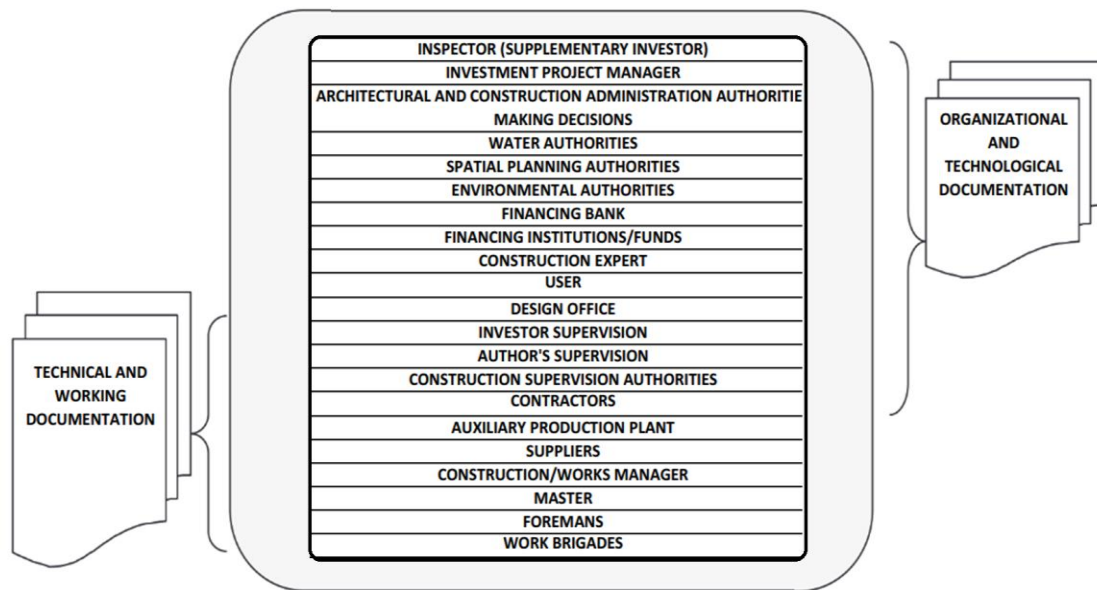 INSPECTOR (SUPPLEMENTARY INVESTOR)
INVESTMENT PROJECT MANAGER
ARCHITECTURAL AND CONSTRUCTION ADMINISTRATION AUTHORITIE
MAKING DECISIONS
WATER AUTHORITIES
SPATIAL PLANNING AUTHORITIES
ENVIRONMENTAL AUTHORITIES
FINANCING BANK
FINANCING INSTITUTIONS/FUNDS
CONSTRUCTION EXPERT
USER
DESIGN OFFICE
INVESTOR SUPERVISION
AUTHOR'S SUPERVISION
CONSTRUCTION SUPERVISION AUTHORITIES
CONTRACTORS
AUXILIARY PRODUCTION PLANT
SUPPLIERS
CONSTRUCTION/WORKS MANAGER
MASTER
FOREMANS
WORK BRIGADES
ORGANIZATIONAL
AND
TECHNOLOGICAL
DOCUMENTATION
TECHNICAL AND
WORKING
DOCUMENTATION